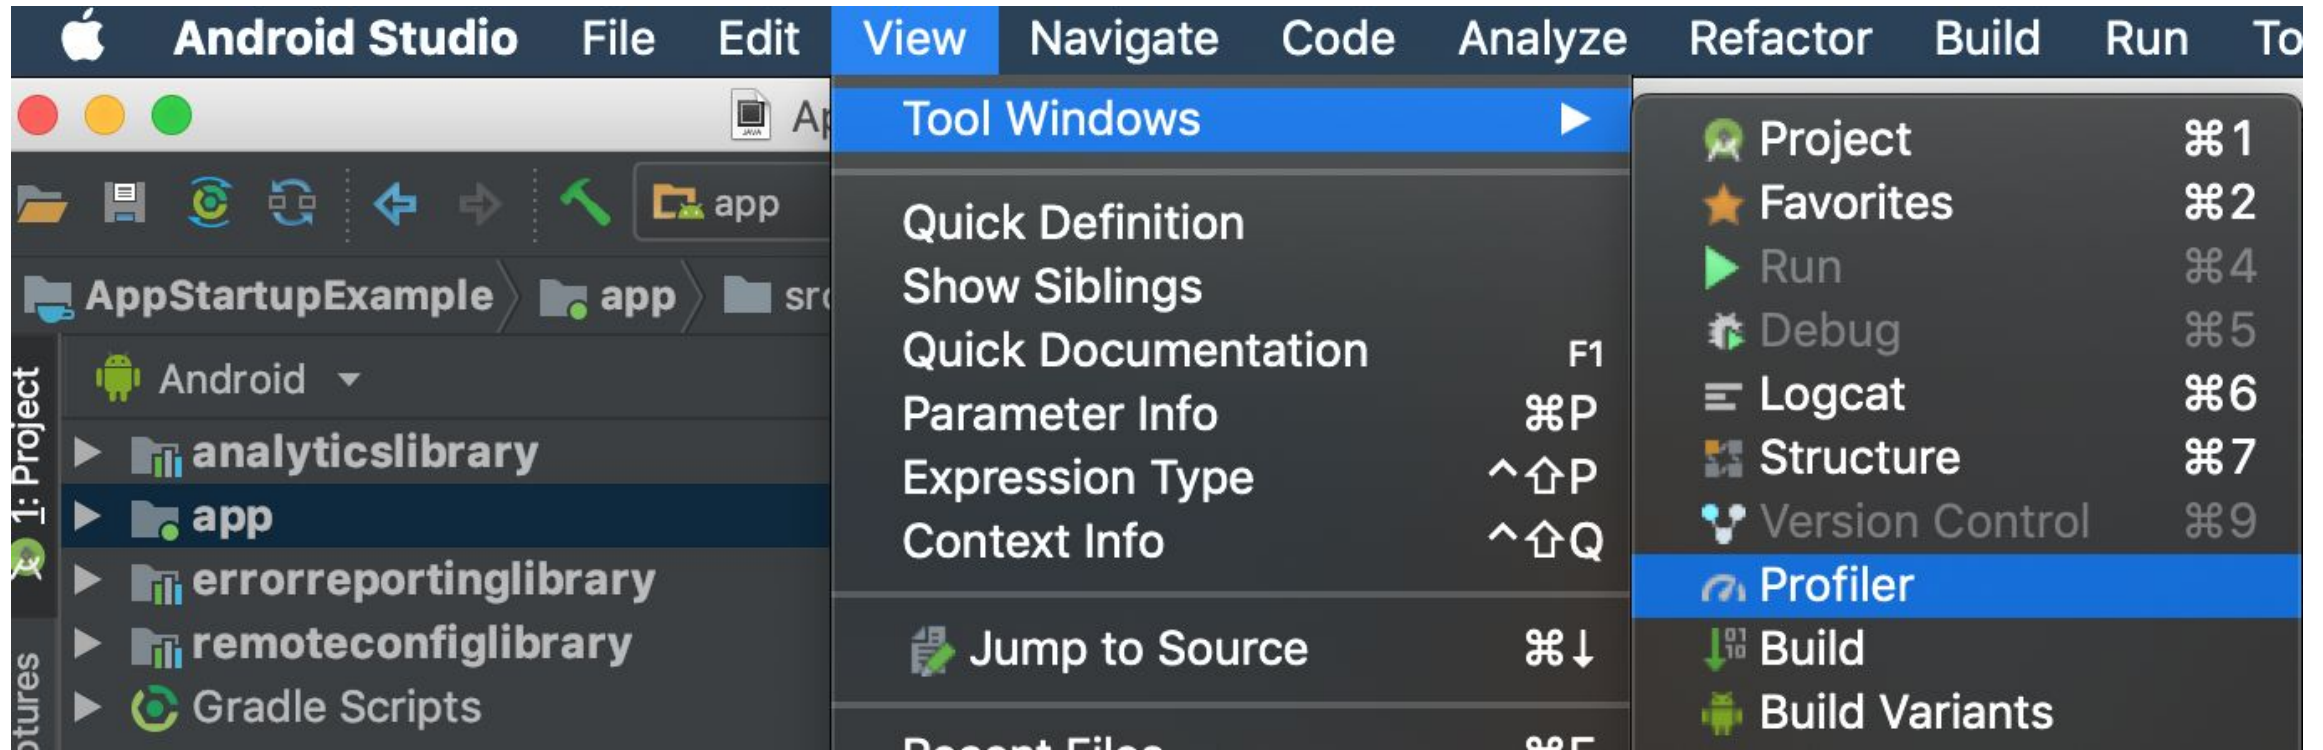 Android Studio File Edit View Navigate Code Analyze Refactor Build Run
app
AppStartupExample app
1: Project
Android
analyticslibrary
app
errorreportinglibrary
remoteconfiglibrary
Gradle Scripts
Tool Windows
Quick Definition
Show Siblings
Quick Documentation F1
Parameter Info ⌘P
Expression Type ^⇧P
Context Info ^⇧Q
Jump to Source ⌘↓
Project ⌘1
Favorites ⌘2
Run ⌘4
Debug ⌘5
Logcat ⌘6
Structure ⌘7
Version Control ⌘9
Profiler
Build
Build Variants